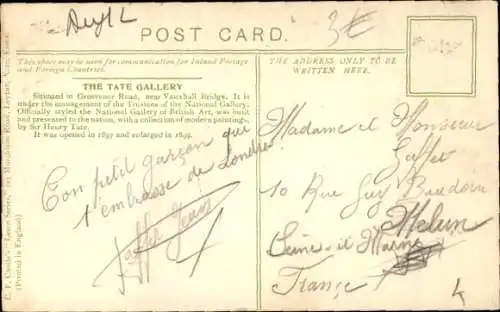 POST CARD.
3€
This space may be used for communication for Inland Postage
and Foreign Countries.
THE ADDRESS ONLY TO BE
WRITTEN HERE.
THE TATE GALLERY
Situated in Grosvenor Road, near Vauxhall Bridge. It is
under the management of the Trustees of the National Gallery.
Officially styled the National Gallery of British Art, was built
and presented to the nation, with a collection of modern paintings,
by Sir Henry Tate.
It was opened in 1897 and enlarged in 1899.
Ton petit garçon qui
t'embrasse de Londres
Jean
Madame et Monsieur
10 Rue Guy Baudoin
Melun
Seine-et Marne
France
(Printed in England)